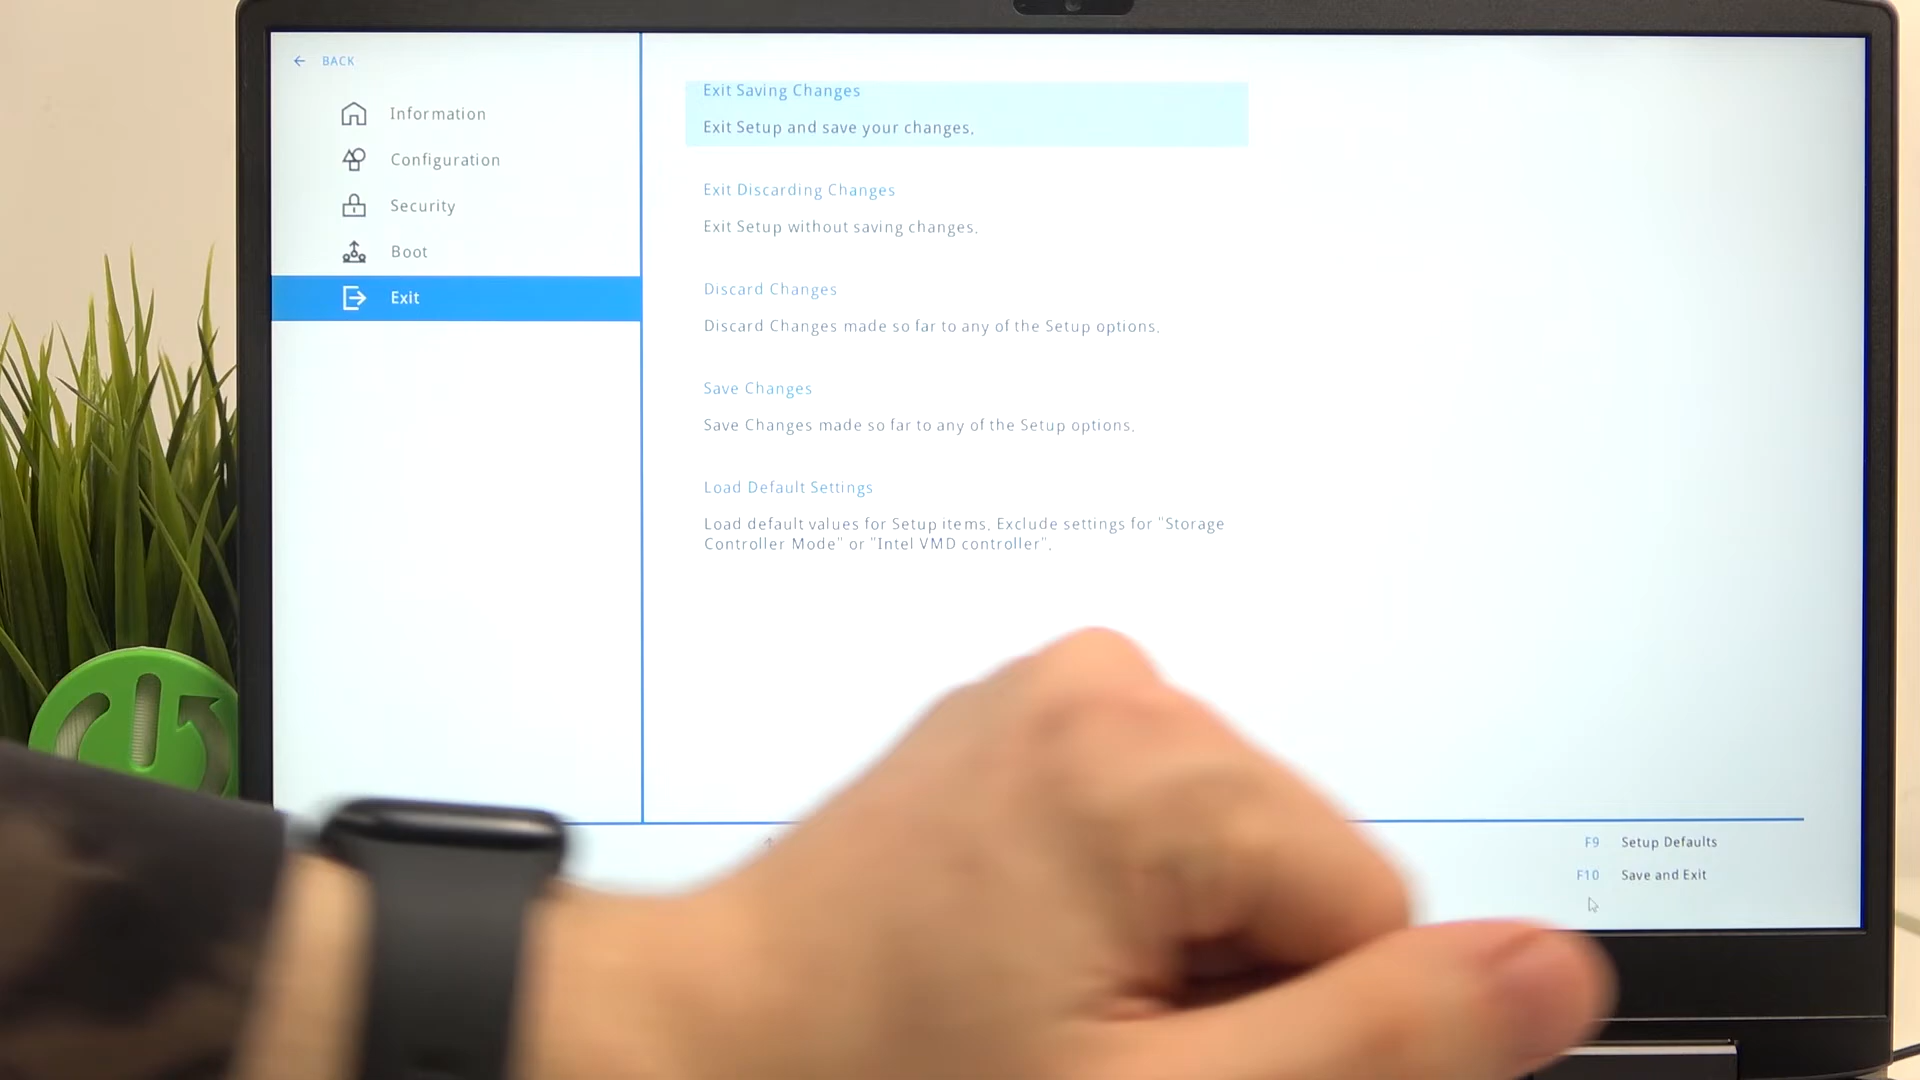 BACK
Information
Configuration
Security
Boot
Exit
Exit Saving Changes
Exit Setup and save your changes.
Exit Discarding Changes
Exit Setup without saving changes.
Discard Changes
Discard Changes made so far to any of the Setup options.
Save Changes
Save Changes made so far to any of the Setup options.
Load Default Settings
Load default values for Setup items. Exclude settings for "Storage
Controller Mode" or "Intel VMD controller".
F9 Setup Defaults
F10 Save and Exit